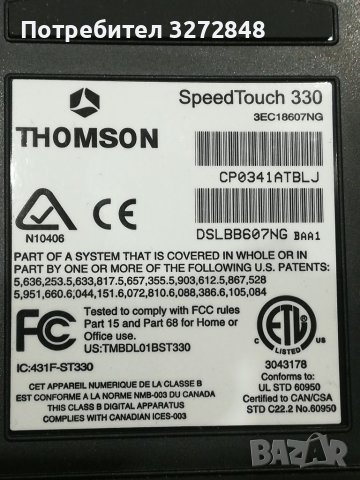 Потребител 3272848
THOMSON
SpeedTouch 330
3EC18607NG
CP0341ATBLJ
DSLBB607NG BAA1
N10406
CE
PART OF A SYSTEM THAT IS COVERED IN WHOLE OR IN
PART BY ONE OR MORE OF THE FOLLOWING U.S. PATENTS:
5,636,253.5,633,817.5,657,355.5,903,612.5,867,528
5,951,660.6,044,151.6,072,810.6,088,386.6,105,084
FC
Tested to comply with FCC rules
Part 15 and Part 68 for Home or
Office use.
US:TMBDL01BST330
IC:431F-ST330
CET APPAREIL NUMERIQUE DE LA CLASSE B
EST CONFORME A LA NORME NMB-003 DU CANADA
THIS CLASS B DIGITAL APPARATUS
COMPLIES WITH CANADIAN ICES-003
ETL
C LISTED US
3043178
Conforms to:
UL STD 60950
Certified to CAN/CSA
STD C22.2 No.60950
BAZAR